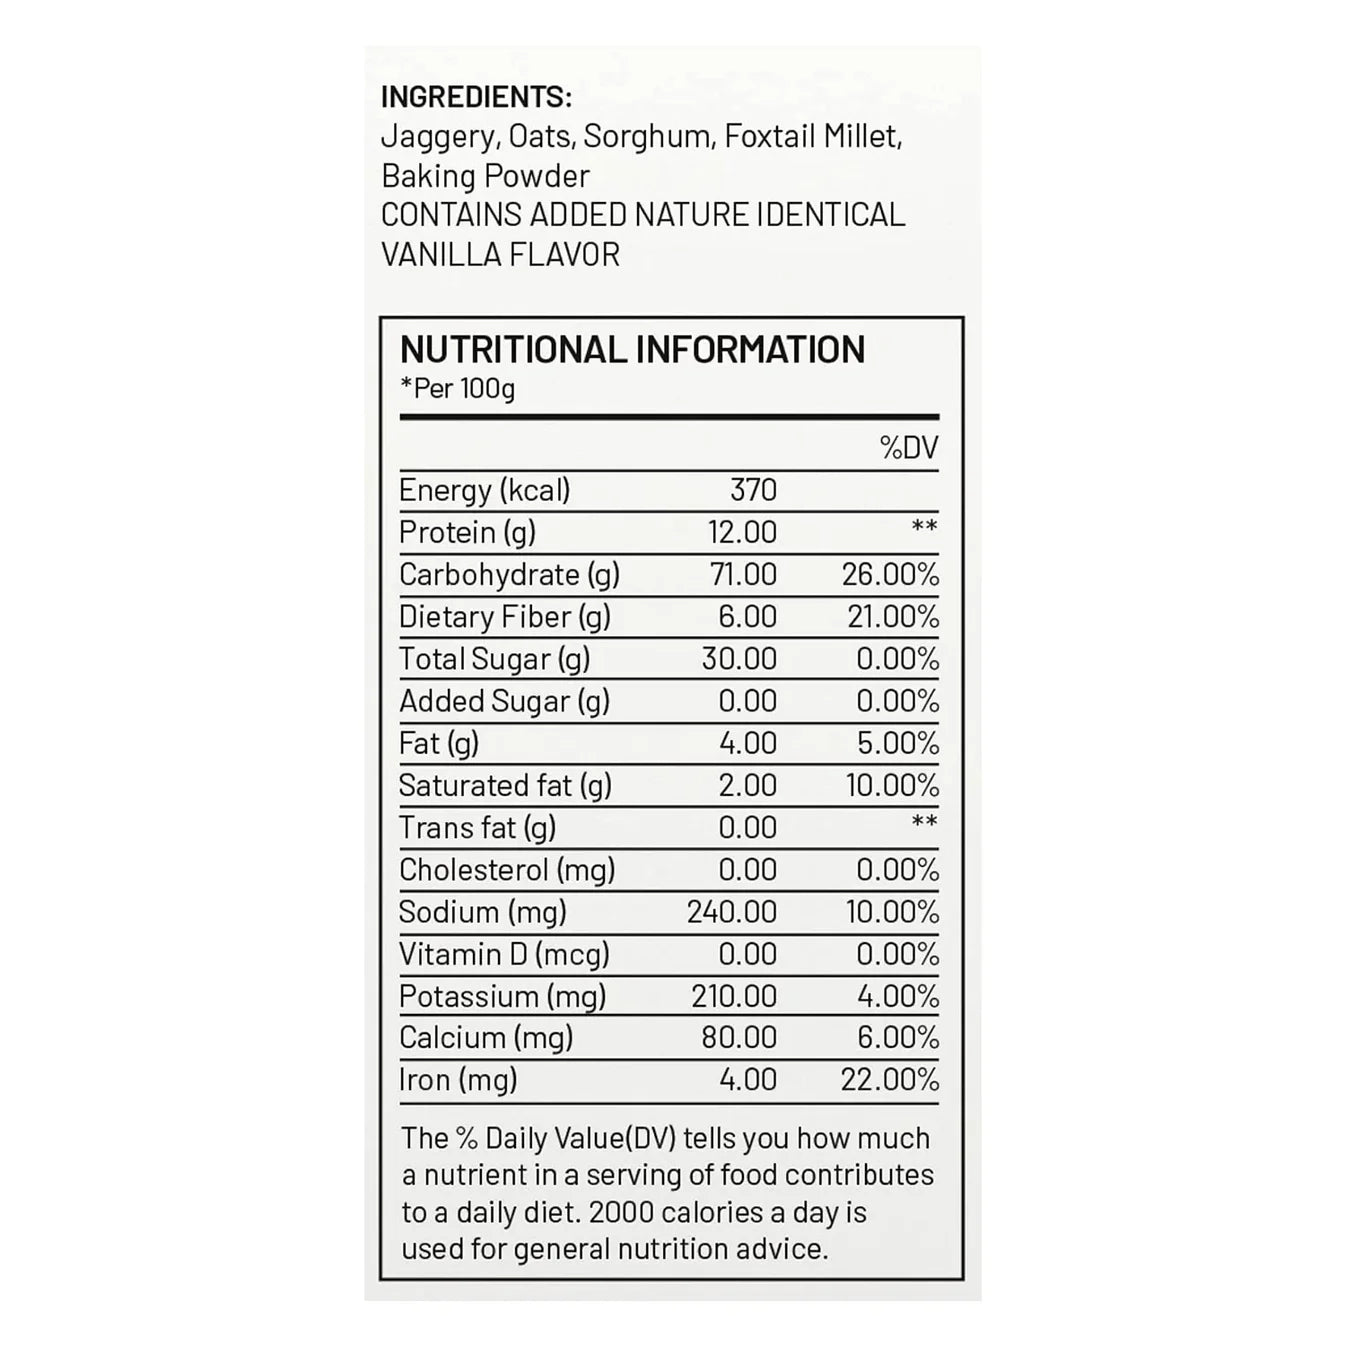 INGREDIENTS:
Jaggery, Oats, Sorghum, Foxtail Millet,
Baking Powder
CONTAINS ADDED NATURE IDENTICAL
VANILLA FLAVOR
NUTRITIONAL INFORMATION
*Per 100g
%DV
Energy (kcal) 370
Protein (g) 12.00 **
Carbohydrate (g) 71.00 26.00%
Dietary Fiber (g) 6.00 21.00%
Total Sugar (g) 30.00 0.00%
Added Sugar (g) 0.00 0.00%
Fat (g) 4.00 5.00%
Saturated fat (g) 2.00 10.00%
Trans fat (g) 0.00 **
Cholesterol (mg) 0.00 0.00%
Sodium (mg) 240.00 10.00%
Vitamin D (mcg) 0.00 0.00%
Potassium (mg) 210.00 4.00%
Calcium (mg) 80.00 6.00%
Iron (mg) 4.00 22.00%
The % Daily Value(DV) tells you how much
a nutrient in a serving of food contributes
to a daily diet. 2000 calories a day is
used for general nutrition advice.